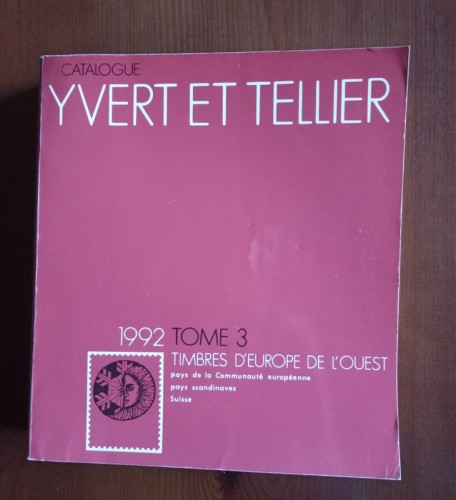 CATALOGUE
YVERT ET TELLIER
1992 TOME 3
TIMBRES D'EUROPE DE L'OUEST
pays de la Communauté européenne
pays scandinaves
Suisse